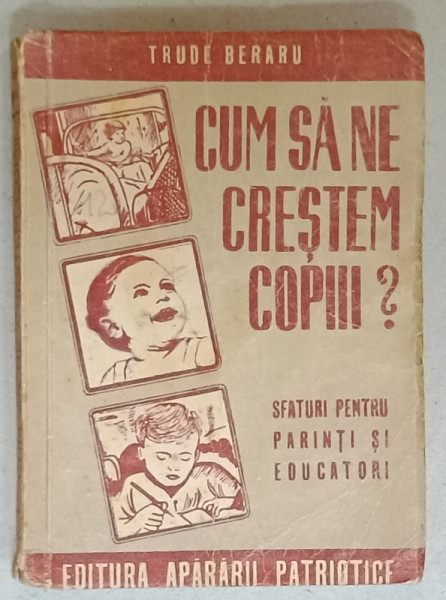 TRUDE BERARU
CUM SĂ NE
CREȘTEM
COPIII ?
SFATURI PENTRU
PARINȚI ȘI
EDUCATORI
EDITURA APĂRĂRII PATRIOTICE